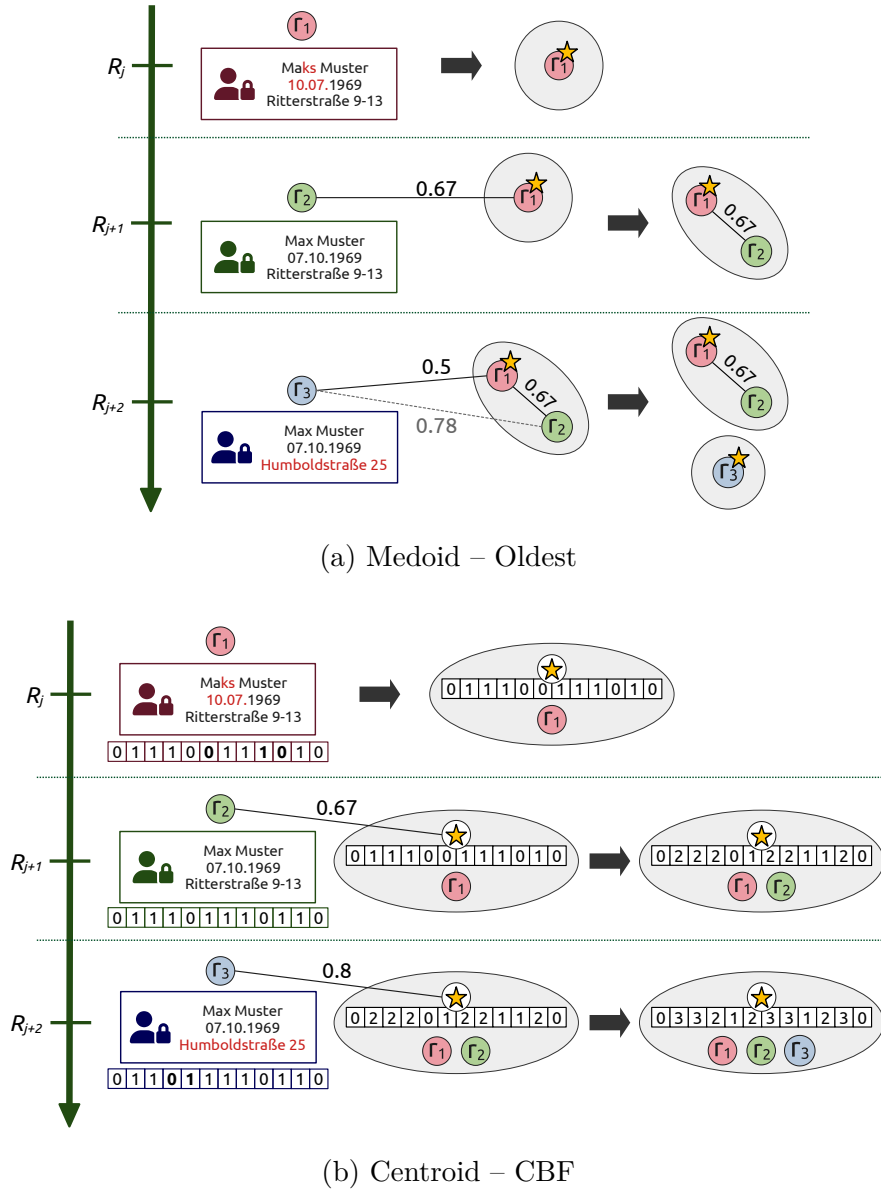 Γ1
R_j
Maks Muster
10.07.1969
Ritterstraße 9-13
Γ1
R_j+1
Γ2
0.67
Γ1
Max Muster
07.10.1969
Ritterstraße 9-13
Γ1
0.67
Γ2
R_j+2
Γ3
0.5
0.78
Γ1
0.67
Γ2
Max Muster
07.10.1969
Humboldstraße 25
Γ1
0.67
Γ2
Γ3
(a) Medoid – Oldest
Γ1
R_j
Maks Muster
10.07.1969
Ritterstraße 9-13
0 1 1 1 0 0 1 1 1 0 1 0
0 1 1 1 0 0 1 1 1 0 1 0
Γ1
R_j+1
Γ2
0.67
Max Muster
07.10.1969
Ritterstraße 9-13
0 1 1 1 0 1 1 1 0 1 1 0
0 1 1 1 0 0 1 1 1 0 1 0
Γ1
0 2 2 2 0 1 2 2 1 1 2 0
Γ1 Γ2
R_j+2
Γ3
0.8
Max Muster
07.10.1969
Humboldstraße 25
0 1 1 0 1 1 1 1 0 1 1 0
0 2 2 2 0 1 2 2 1 1 2 0
Γ1 Γ2
0 3 3 2 1 2 3 3 1 2 3 0
Γ1 Γ2 Γ3
(b) Centroid – CBF